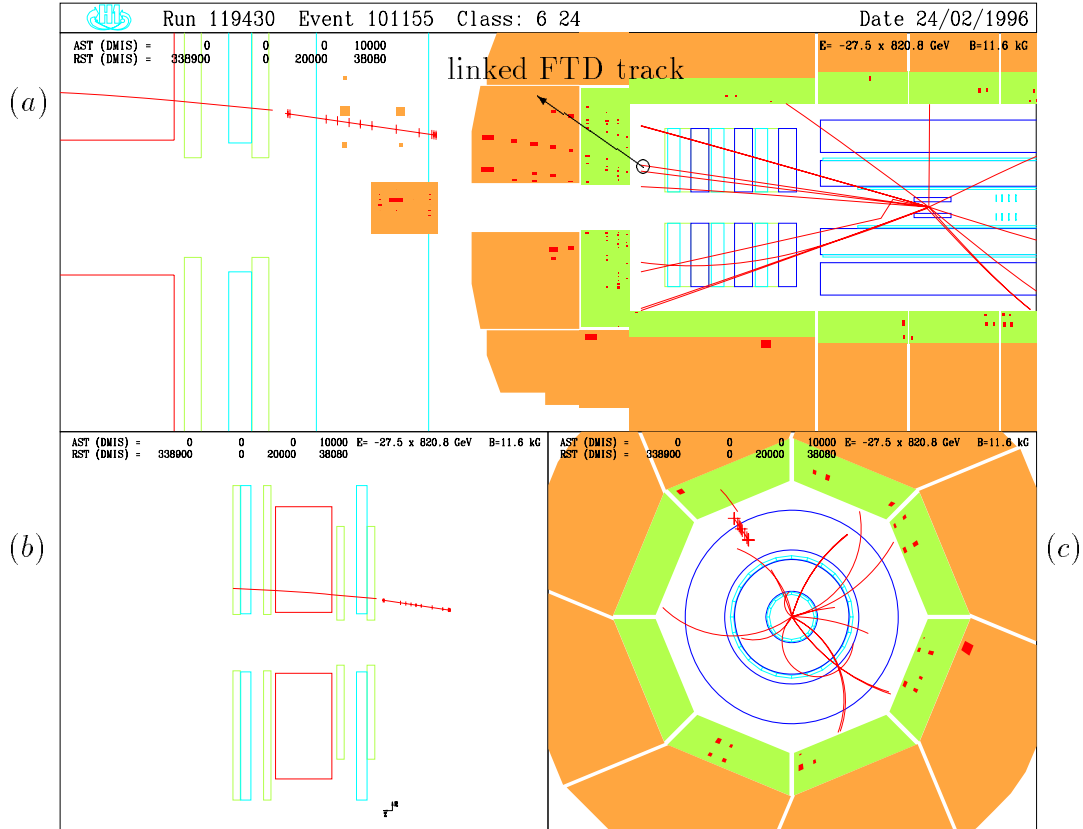 Run 119430 Event 101155 Class: 6 24 Date 24/02/1996
AST (DMIS) = 0 0 0 10000 E= -27.5 x 820.8 GeV B=11.6 kG
RST (DMIS) = 338900 0 20000 38080
linked FTD track
(a)
AST (DMIS) = 0 0 0 10000 E= -27.5 x 820.8 GeV B=11.6 kG
RST (DMIS) = 338900 0 20000 38080
(b)
AST (DMIS) = 0 0 0 10000 E= -27.5 x 820.8 GeV B=11.6 kG
RST (DMIS) = 338900 0 20000 38080
(c)